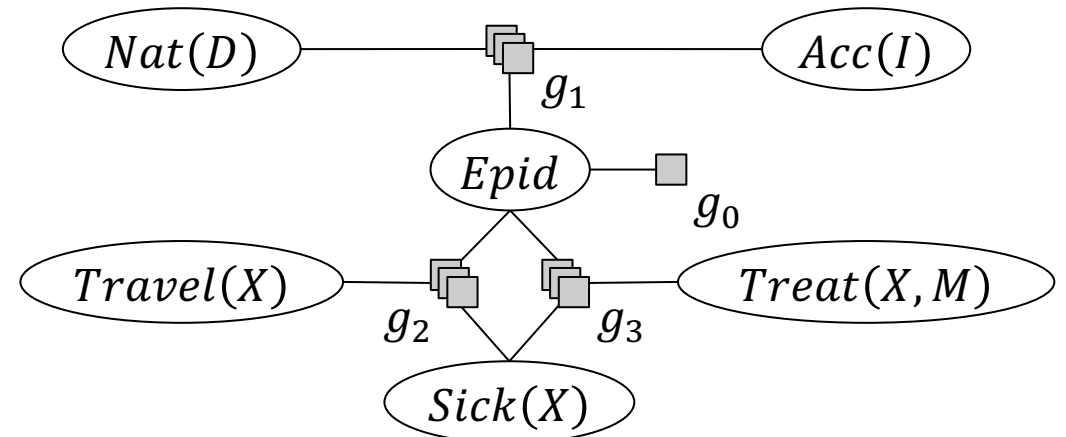 Nat(D)
Acc(I)
g₁
Epid
g₀
Travel(X)
Treat(X, M)
g₂
g₃
Sick(X)